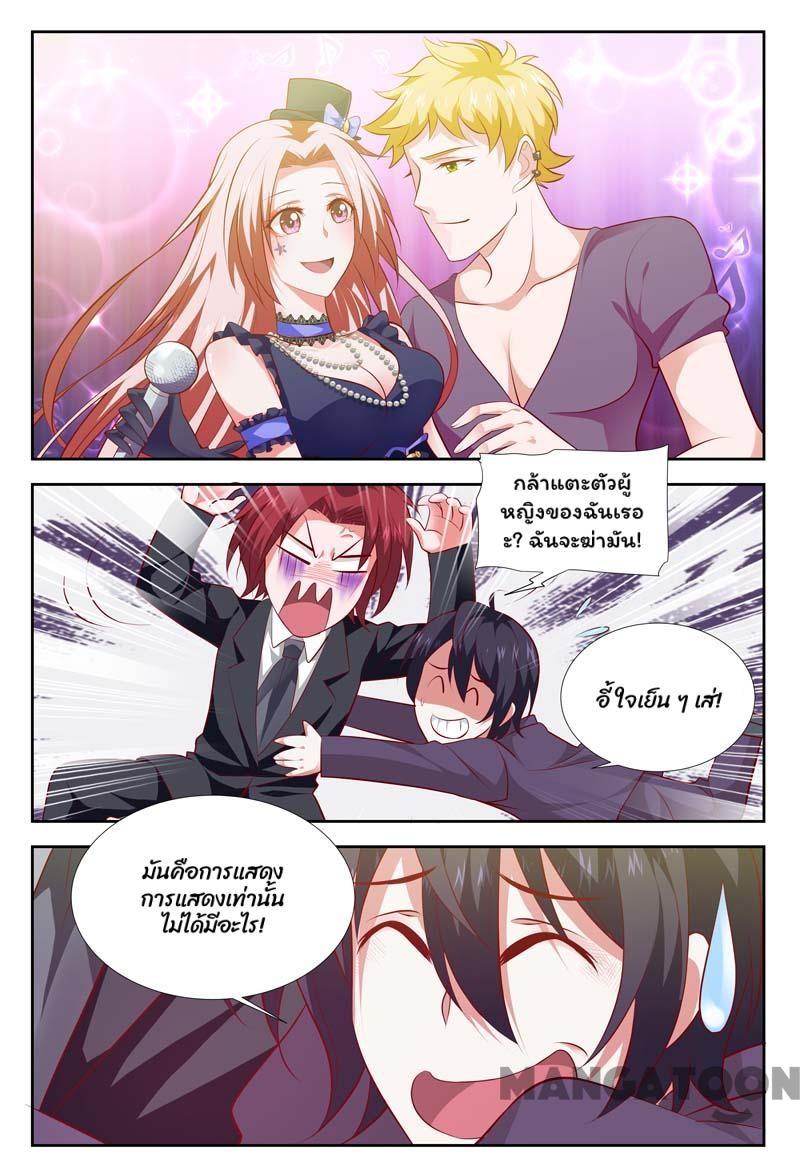 กล้าแตะตัวผู้
หญิงของฉันเรอ
ะ? ฉันจะฆ่ามัน!
อี้ ใจเย็น ๆ เส่!
มันคือการแสดง
การแสดงเท่านั้น
ไม่ได้มีอะไร!
MANGATOON